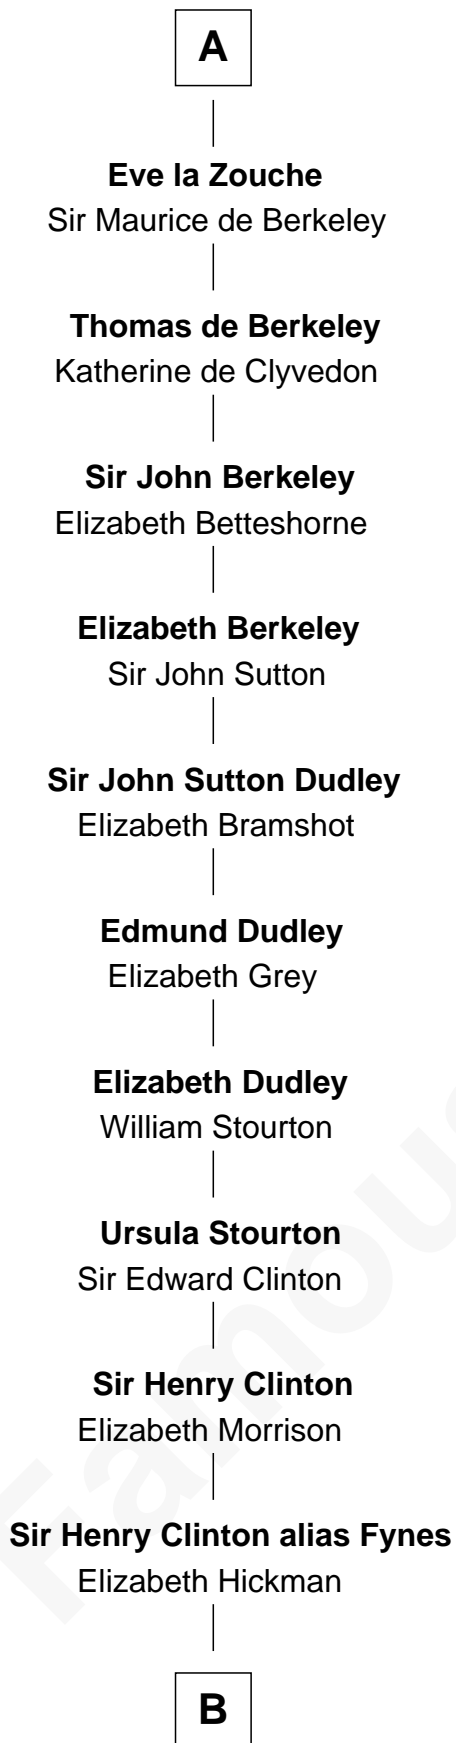 A
Eve la Zouche
Sir Maurice de Berkeley
Thomas de Berkeley
Katherine de Clyvedon
Sir John Berkeley
Elizabeth Betteshorne
Elizabeth Berkeley
Sir John Sutton
Sir John Sutton Dudley
Elizabeth Bramshot
Edmund Dudley
Elizabeth Grey
Elizabeth Dudley
William Stourton
Ursula Stourton
Sir Edward Clinton
Sir Henry Clinton
Elizabeth Morrison
Sir Henry Clinton alias Fynes
Elizabeth Hickman
B
Famous